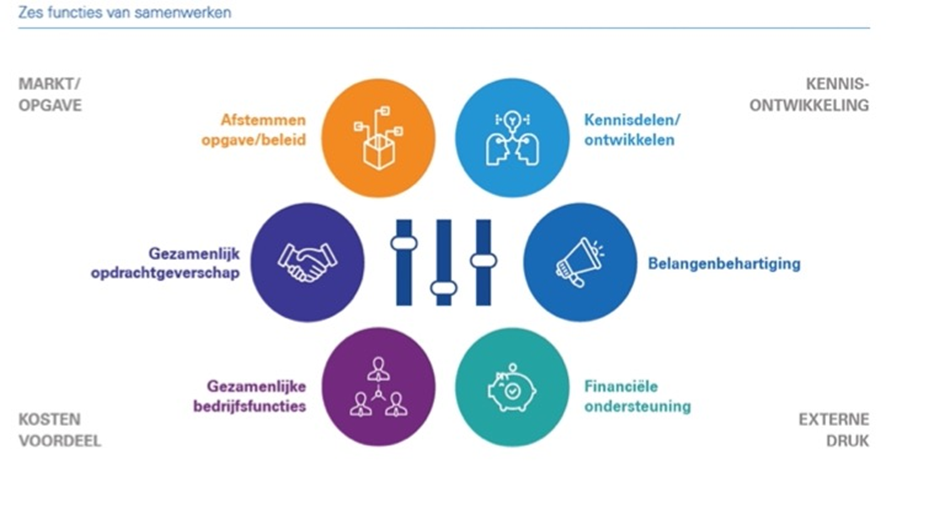 Zes functies van samenwerken
MARKT/
OPGAVE
KENNIS-
ONTWIKKELING
Afstemmen
opgave/beleid
Kennisdelen/
ontwikkelen
Gezamenlijk
opdrachtgeverschap
Belangenbehartiging
Gezamenlijke
bedrijfsfuncties
Financiële
ondersteuning
KOSTEN
VOORDEEL
EXTERNE
DRUK